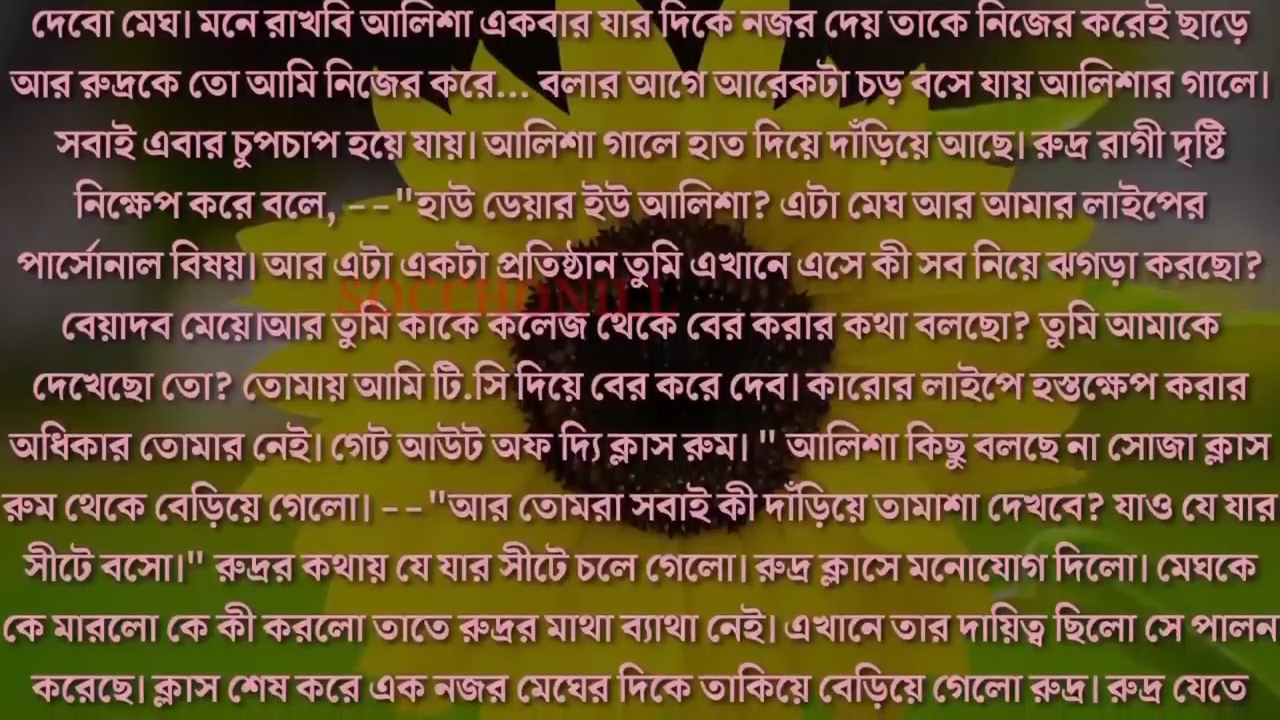 দেবো মেঘ। মনে রাখবি আলিশা একবার যার দিকে নজর দেয় তাকে নিজের করেই ছাড়ে
আর রুদ্রকে তো আমি নিজের করে... বলার আগে আরেকটা চড় বসে যায় আলিশার গালে।
সবাই এবার চুপচাপ হয়ে যায়। আলিশা গালে হাত দিয়ে দাঁড়িয়ে আছে। রুদ্র রাগী দৃষ্টি
নিক্ষেপ করে বলে, --"হাউ ডেয়ার ইউ আলিশা? এটা মেঘ আর আমার লাইপের
পার্সোনাল বিষয়। আর এটা একটা প্রতিষ্ঠান তুমি এখানে এসে কী সব নিয়ে ঝগড়া করছো?
SOCCHONILL
বেয়াদব মেয়ে।আর তুমি কাকে কলেজ থেকে বের করার কথা বলছো? তুমি আমাকে
দেখেছো তো? তোমায় আমি টি.সি দিয়ে বের করে দেব। কারোর লাইপে হস্তক্ষেপ করার
অধিকার তোমার নেই। গেট আউট অফ দ্যি ক্লাস রুম। " আলিশা কিছু বলছে না সোজা ক্লাস
রুম থেকে বেড়িয়ে গেলো। --"আর তোমরা সবাই কী দাঁড়িয়ে তামাশা দেখবে? যাও যে যার
সীটে বসো।" রুদ্রর কথায় যে যার সীটে চলে গেলো। রুদ্র ক্লাসে মনোযোগ দিলো। মেঘকে
কে মারলো কে কী করলো তাতে রুদ্রর মাথা ব্যাথা নেই। এখানে তার দায়িত্ব ছিলো সে পালন
করেছে। ক্লাস শেষ করে এক নজর মেঘের দিকে তাকিয়ে বেড়িয়ে গেলো রুদ্র। রুদ্র যেতে